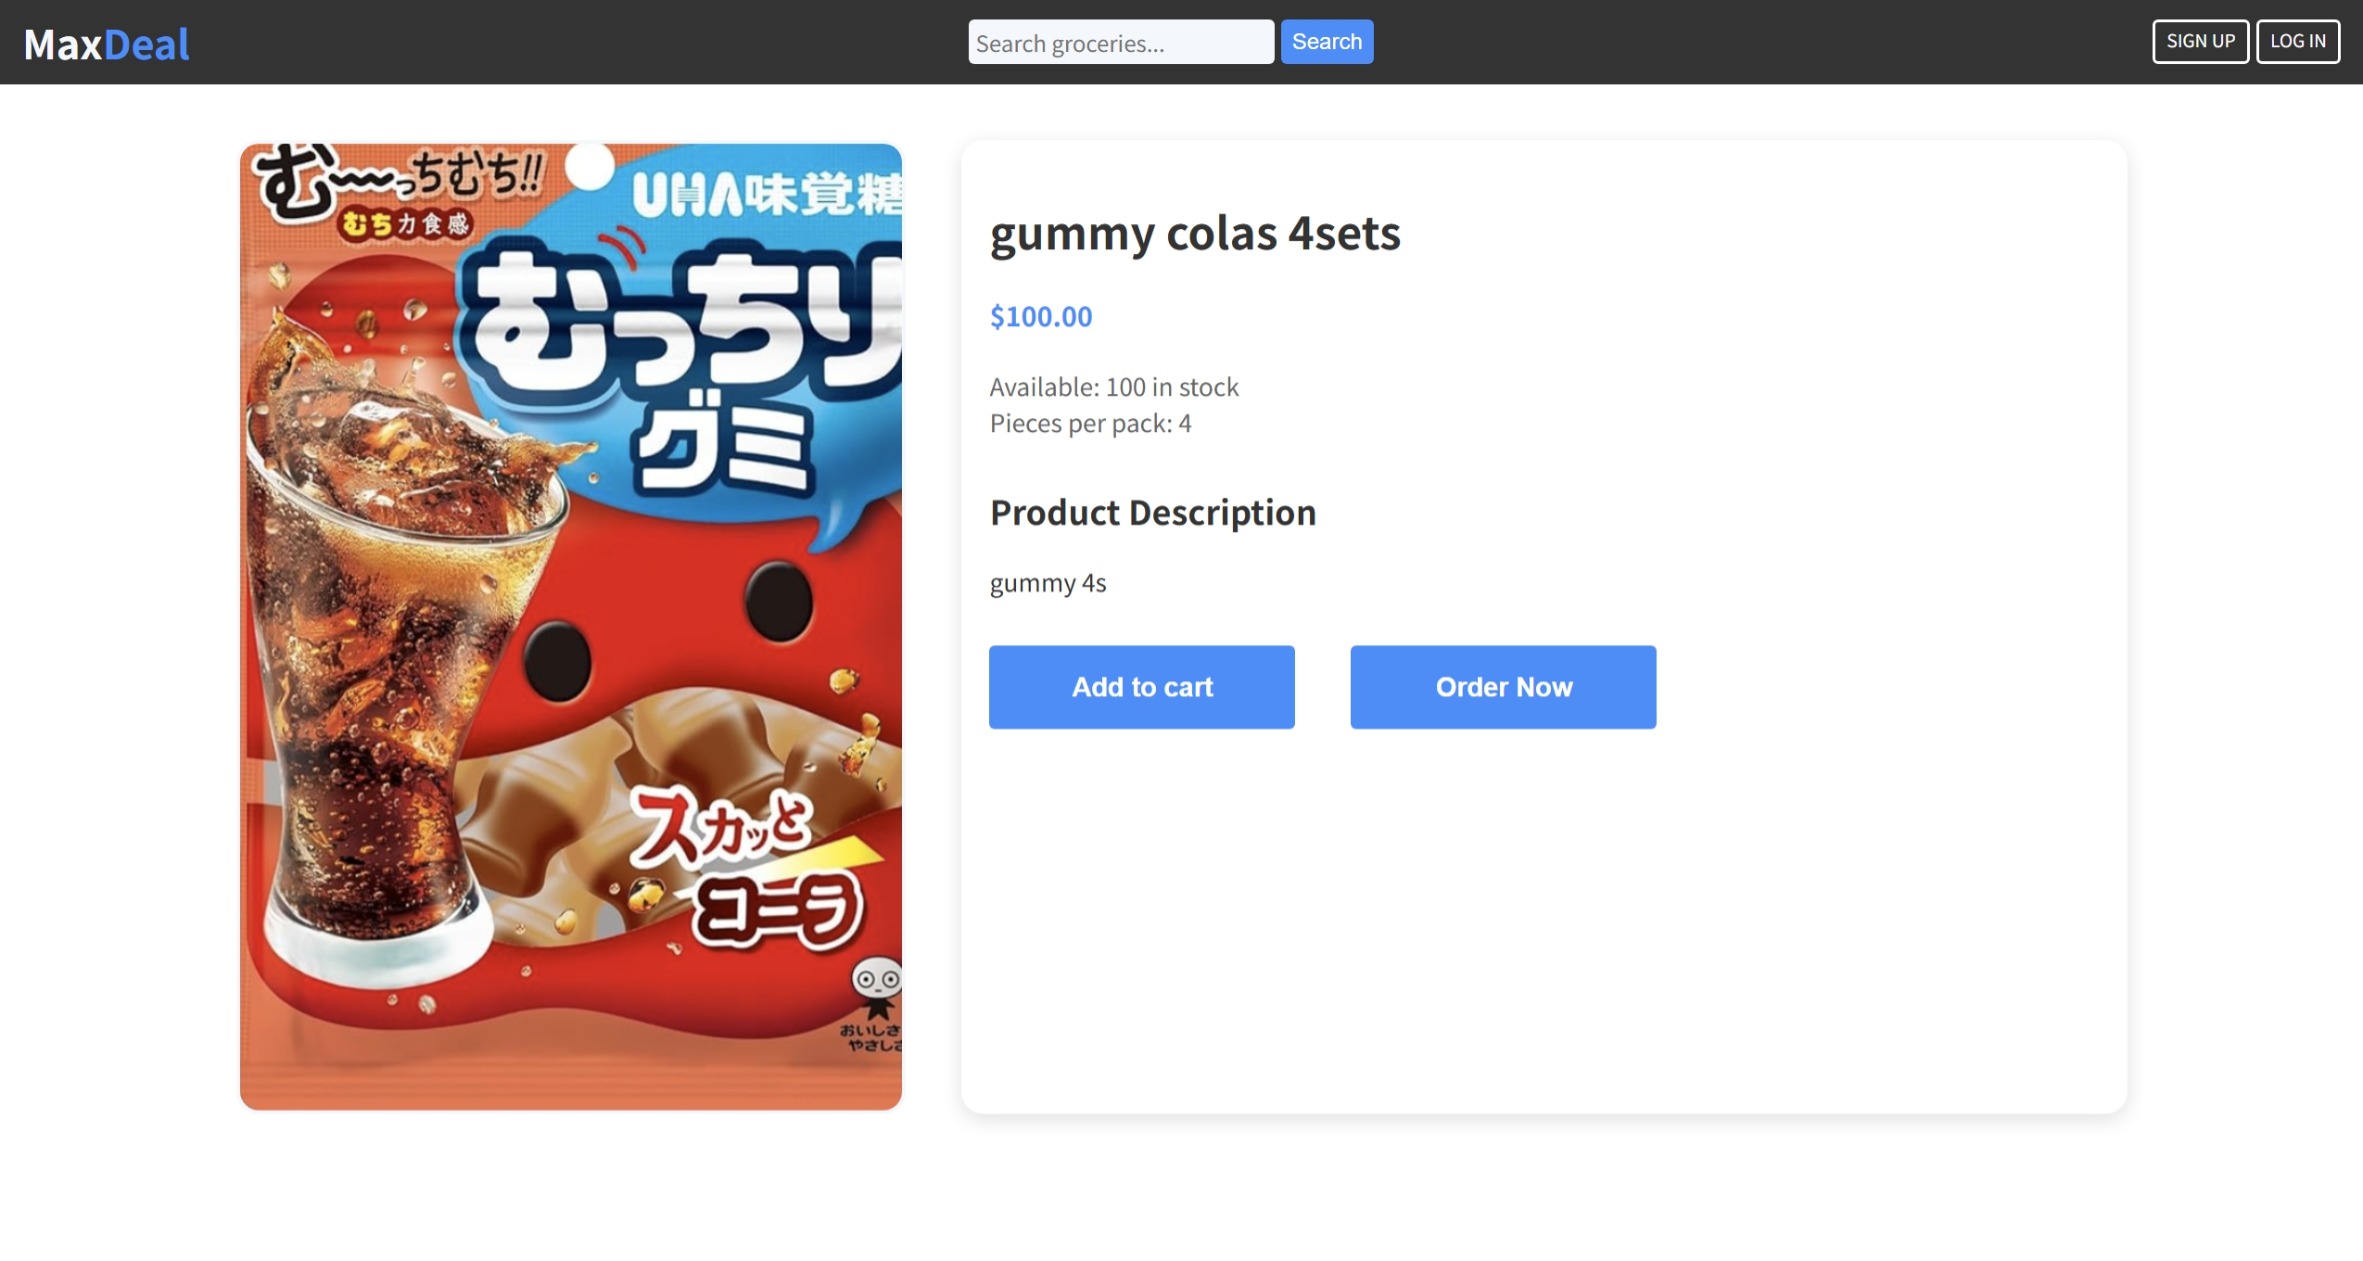 MaxDeal
Search groceries...
Search
SIGN UP
LOG IN
む〜〜っちむち!!
むち力食感
UHA味覚糖
むっちり
グミ
スカッと
コーラ
おいしさ
やさしさ
gummy colas 4sets
$100.00
Available: 100 in stock
Pieces per pack: 4
Product Description
gummy 4s
Add to cart
Order Now